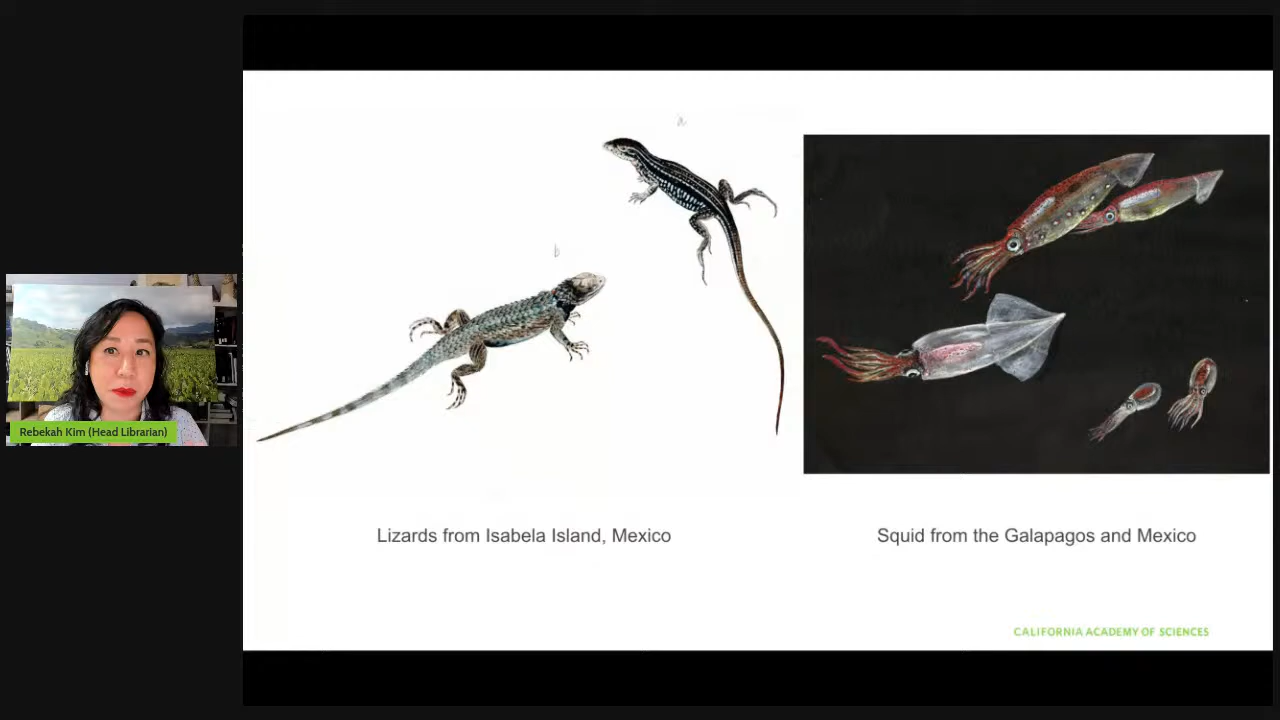 a
b
Rebekah Kim (Head Librarian)
Lizards from Isabela Island, Mexico
Squid from the Galapagos and Mexico
CALIFORNIA ACADEMY OF SCIENCES